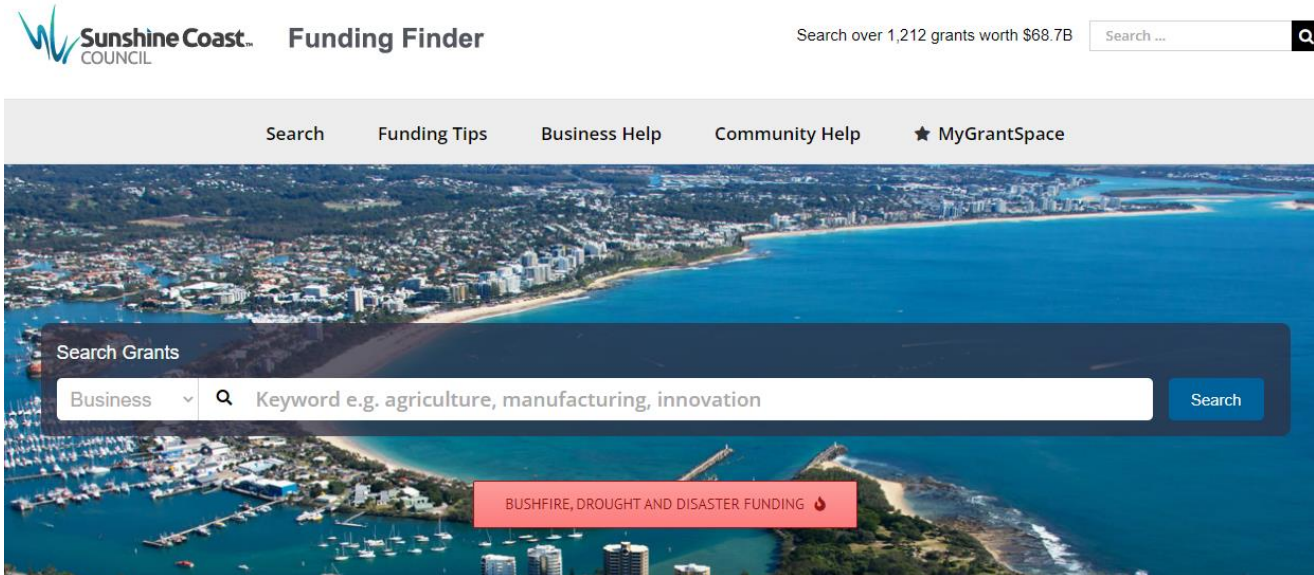 Sunshine Coast™
COUNCIL
Funding Finder
Search over 1,212 grants worth $68.7B
Search ...
Search Funding Tips Business Help Community Help MyGrantSpace
Search Grants
Business Keyword e.g. agriculture, manufacturing, innovation Search
BUSHFIRE, DROUGHT AND DISASTER FUNDING